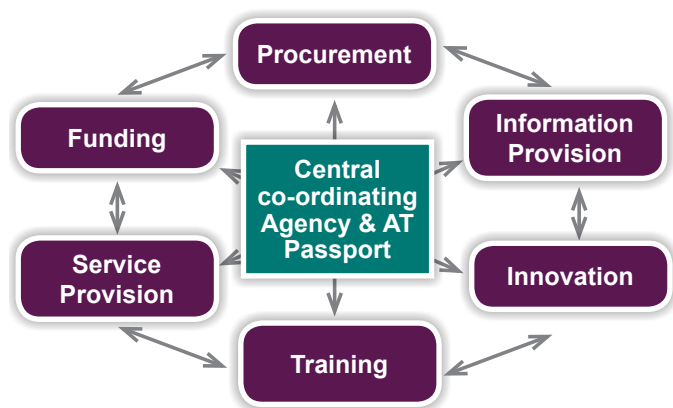 Procurement
Funding
Information
Provision
Central
co-ordinating
Agency & AT
Passport
Service
Provision
Innovation
Training